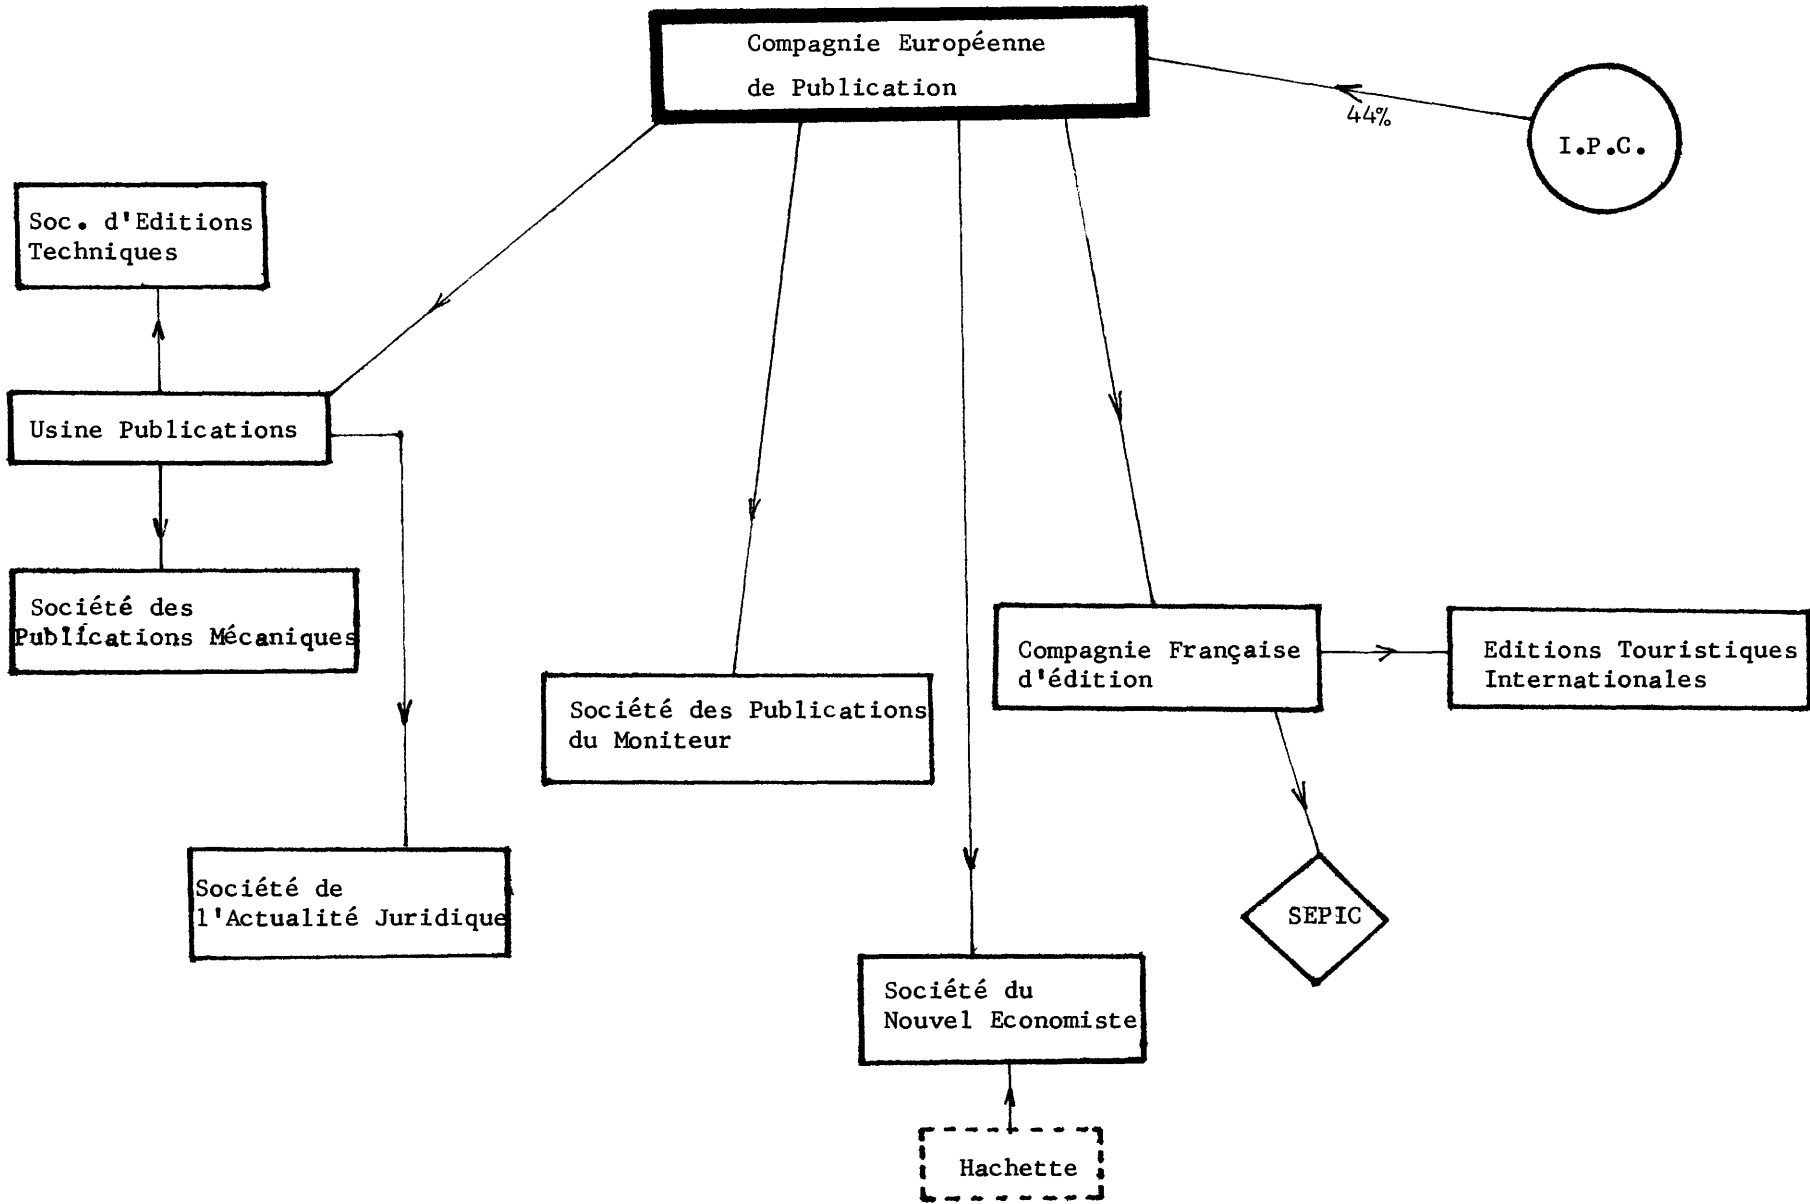 Compagnie Européenne
de Publication
44%
I.P.C.
Soc. d'Editions
Techniques
Usine Publications
Société des
Publications Mécaniques
Compagnie Française
d'édition
Editions Touristiques
Internationales
Société des Publications
du Moniteur
Société de
l'Actualité Juridique
SEPIC
Société du
Nouvel Economiste
Hachette